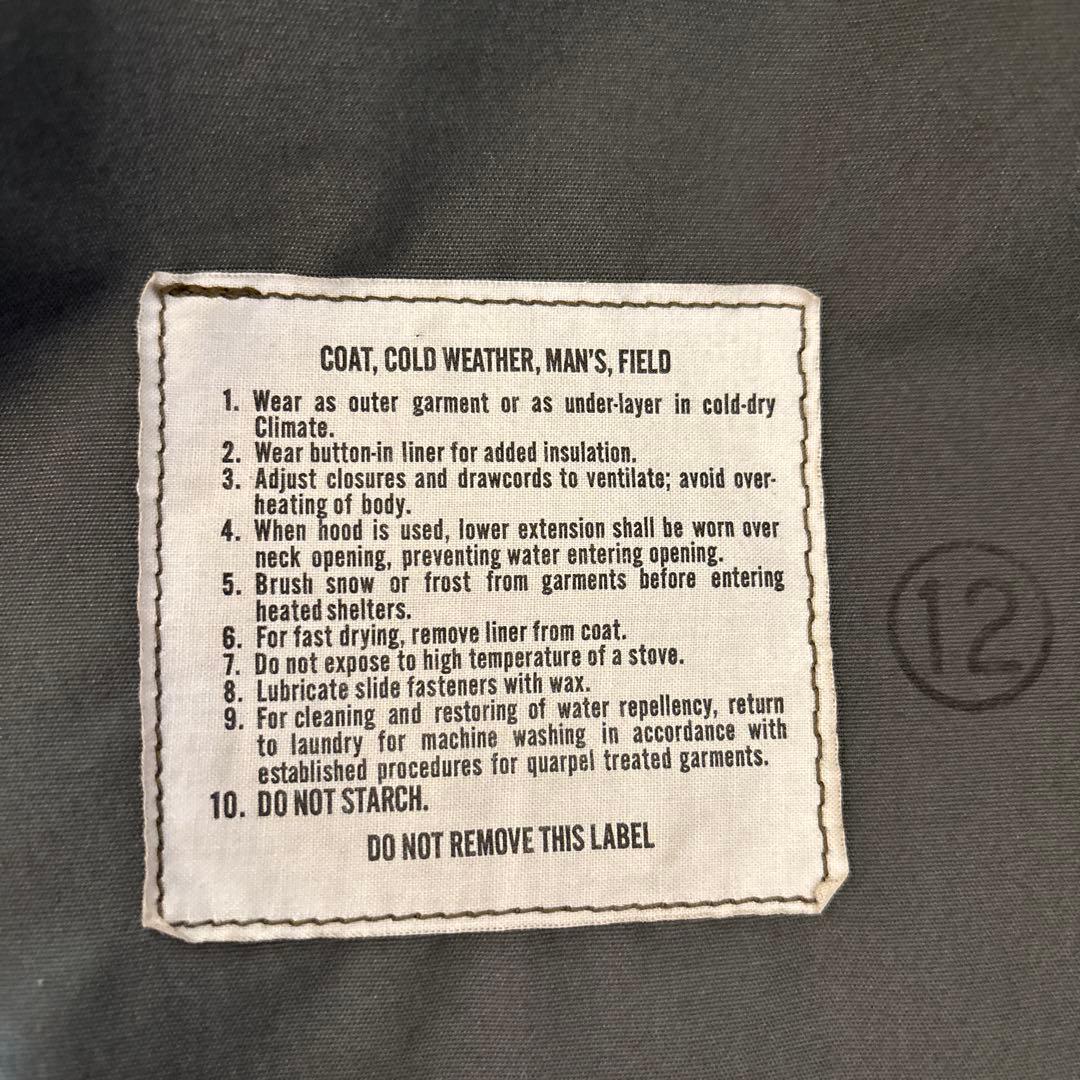 COAT, COLD WEATHER, MAN'S, FIELD
1. Wear as outer garment or as under-layer in cold-dry
Climate.
2. Wear button-in liner for added insulation.
3. Adjust closures and drawcords to ventilate; avoid over-
heating of body.
4. When hood is used, lower extension shall be worn over
neck opening, preventing water entering opening.
5. Brush snow or frost from garments before entering
heated shelters.
6. For fast drying, remove liner from coat.
7. Do not expose to high temperature of a stove.
8. Lubricate slide fasteners with wax.
9. For cleaning and restoring of water repellency, return
to laundry for machine washing in accordance with
established procedures for quarpel treated garments.
10. DO NOT STARCH.
DO NOT REMOVE THIS LABEL
12